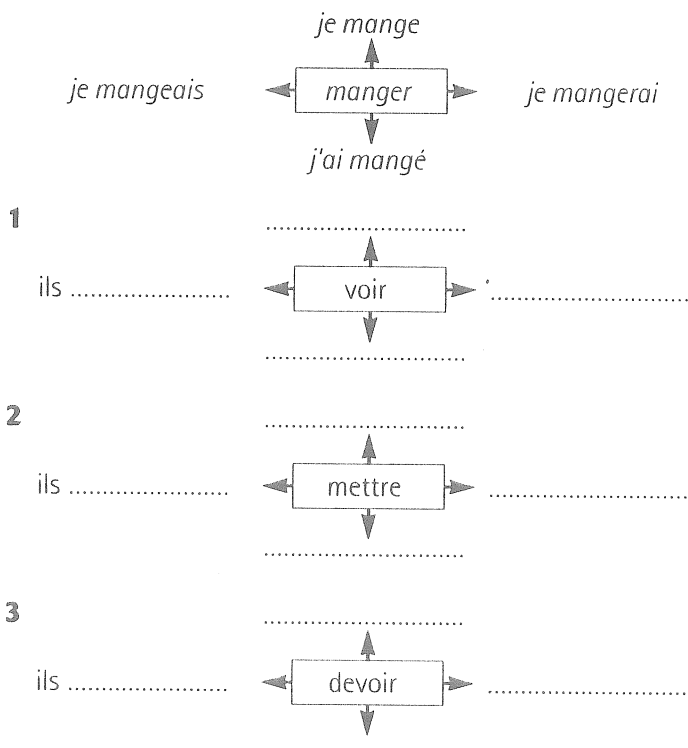 je mange
je mangeais manger je mangerai
j'ai mangé
1
..............................
ils ........................ voir ..............................
..............................
2
..............................
ils ........................ mettre ..............................
..............................
3
..............................
ils ........................ devoir ..............................